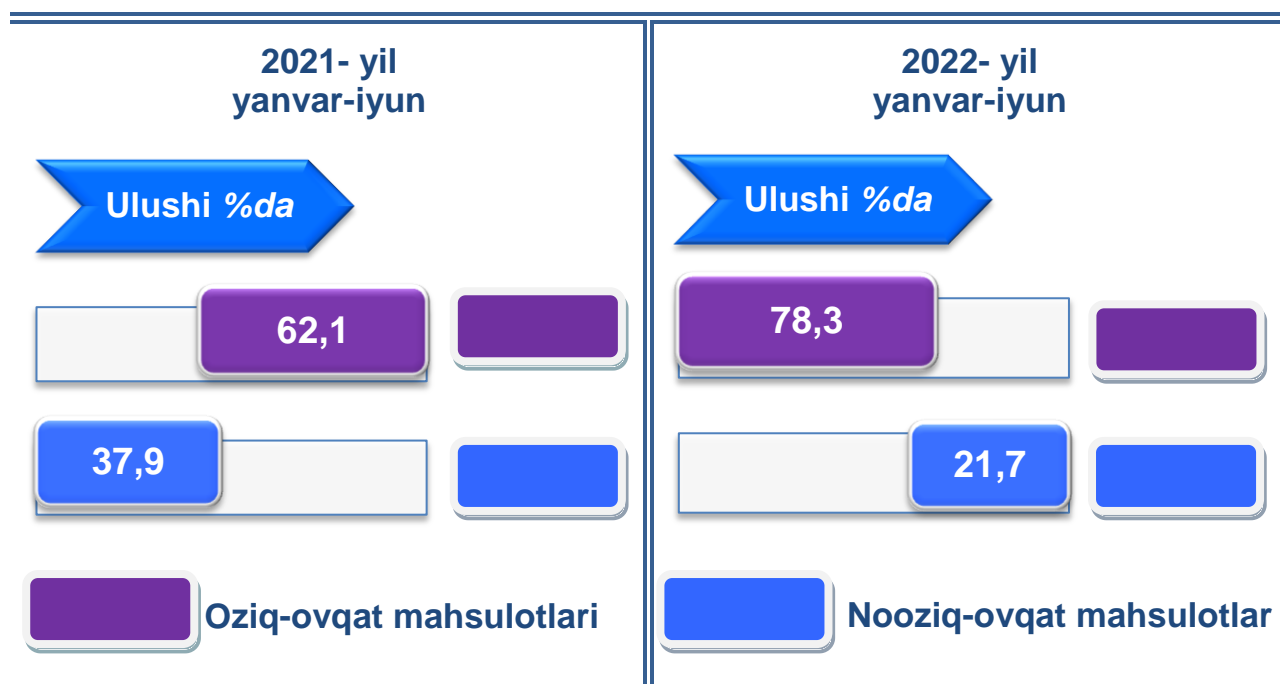 2021- yil
yanvar-iyun
Ulushi %da
62,1
37,9
2022- yil
yanvar-iyun
Ulushi %da
78,3
21,7
Oziq-ovqat mahsulotlari
Nooziq-ovqat mahsulotlar